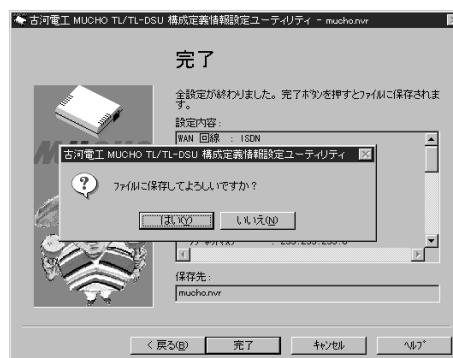 古河電工 MUCHO TL/TL-DSU 構成定義情報設定ユーティリティ - mucho.nvr
完了
全設定が終わりました。完了ボタンを押すとファイルに保存されま
す。
設定内容:
WAN 回線 : ISDN
古河電工 MUCHO TL/TL-DSU 構成定義情報設定ユーティリティ
ファイルに保存してよろしいですか?
はい(Y)
いいえ(N)
保存先:
mucho.nvr
< 戻る(B)
完了
キャンセル
ヘルプ